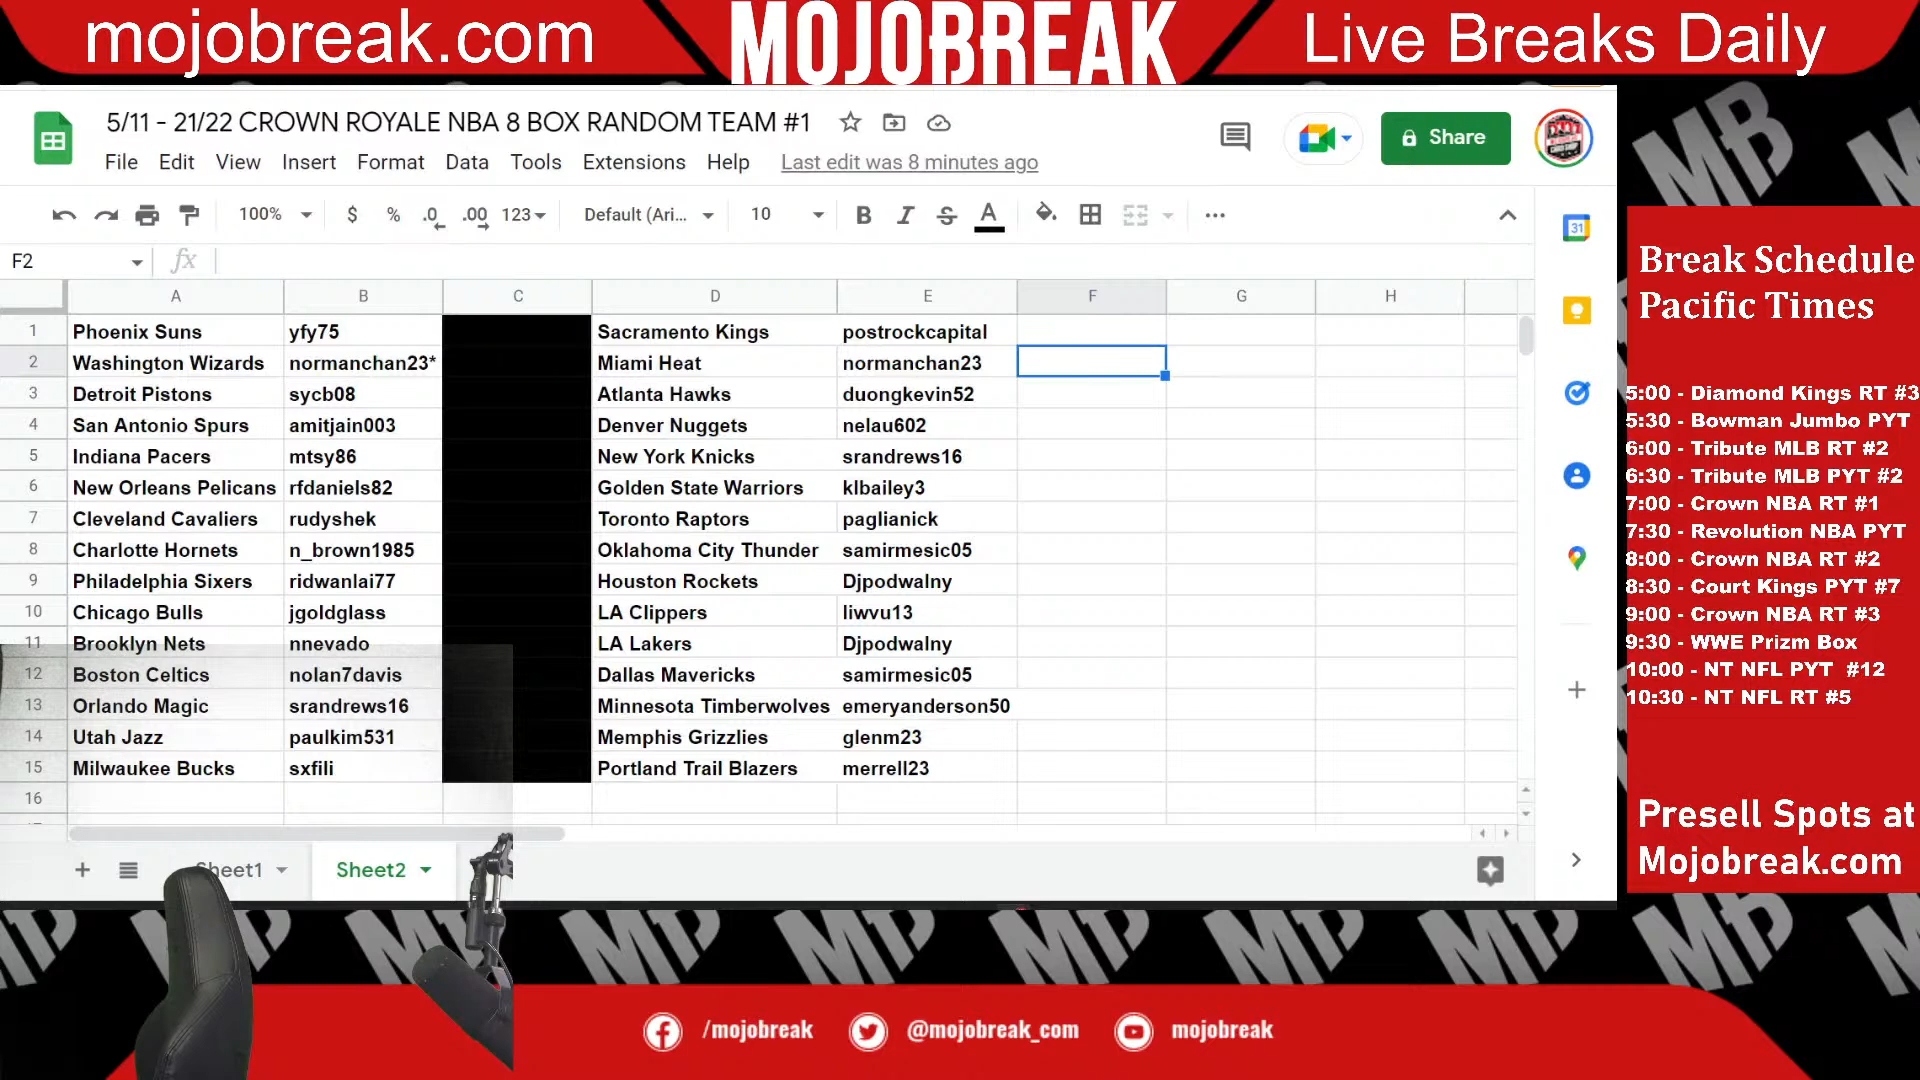 mojobreak.com
MOJOBREAK
Live Breaks Daily
5/11 - 21/22 CROWN ROYALE NBA 8 BOX RANDOM TEAM #1
Share
File Edit View Insert Format Data Tools Extensions Help Last edit was 8 minutes ago
100% $ % .0 .00 123 Default (Ari... 10 B I S A
F2 fx
31
A B C D E F G H
1 Phoenix Suns yfy75 Sacramento Kings postrockcapital
2 Washington Wizards normanchan23* Miami Heat normanchan23
3 Detroit Pistons sycb08 Atlanta Hawks duongkevin52
4 San Antonio Spurs amitjain003 Denver Nuggets nelau602
5 Indiana Pacers mtsy86 New York Knicks srandrews16
6 New Orleans Pelicans rfdaniels82 Golden State Warriors klbailey3
7 Cleveland Cavaliers rudyshek Toronto Raptors paglianick
8 Charlotte Hornets n_brown1985 Oklahoma City Thunder samirmesic05
9 Philadelphia Sixers ridwanlai77 Houston Rockets Djpodwalny
10 Chicago Bulls jgoldglass LA Clippers liwvu13
11 Brooklyn Nets nnevado LA Lakers Djpodwalny
12 Boston Celtics nolan7davis Dallas Mavericks samirmesic05
13 Orlando Magic srandrews16 Minnesota Timberwolves emeryanderson50
14 Utah Jazz paulkim531 Memphis Grizzlies glenm23
15 Milwaukee Bucks sxfili Portland Trail Blazers merrell23
16
Sheet2
Break Schedule
Pacific Times
5:00 - Diamond Kings RT #3
5:30 - Bowman Jumbo PYT
6:00 - Tribute MLB RT #2
6:30 - Tribute MLB PYT #2
7:00 - Crown NBA RT #1
7:30 - Revolution NBA PYT
8:00 - Crown NBA RT #2
8:30 - Court Kings PYT #7
9:00 - Crown NBA RT #3
9:30 - WWE Prizm Box
10:00 - NT NFL PYT #12
10:30 - NT NFL RT #5
Presell Spots at
Mojobreak.com
/mojobreak @mojobreak_com mojobreak